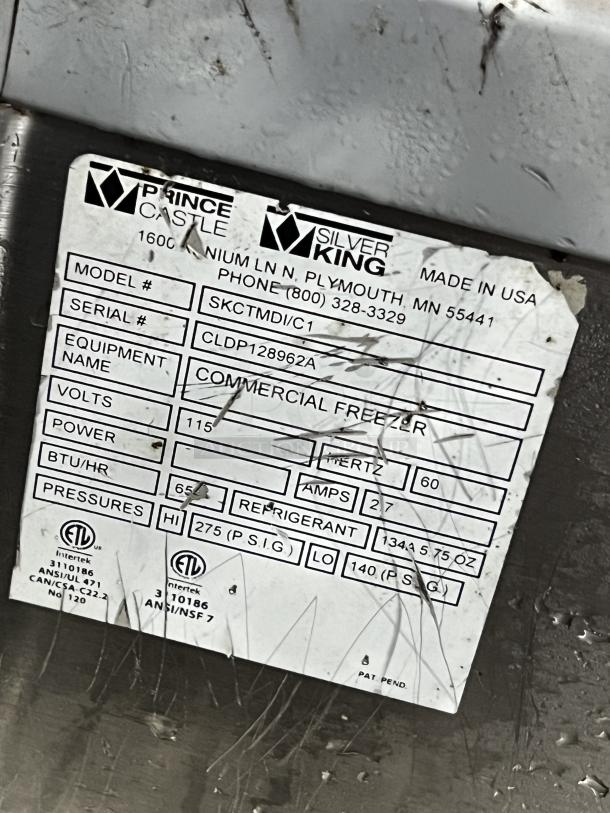 PRINCE CASTLE
SILVER KING
MADE IN USA
LN N. PLYMOUTH, MN 55441
PHONE (800) 328-3329
MODEL # SKCTMDI/C1
SERIAL # CLDP128962A
EQUIPMENT NAME COMMERCIAL FREEZER
VOLTS 115 HERTZ 60
POWER AMPS 2.7
BTU/HR REFRIGERANT 134A 5.75 OZ
PRESSURES HI 275 (P.S.I.G.) LO 140 (P.S.I.G.)
ETL
Intertek
3110186
ANSI/UL 471
CAN/CSA-C22.2
No. 120
ETL
Intertek
3110186
ANSI/NSF 7
PAT. PEND.